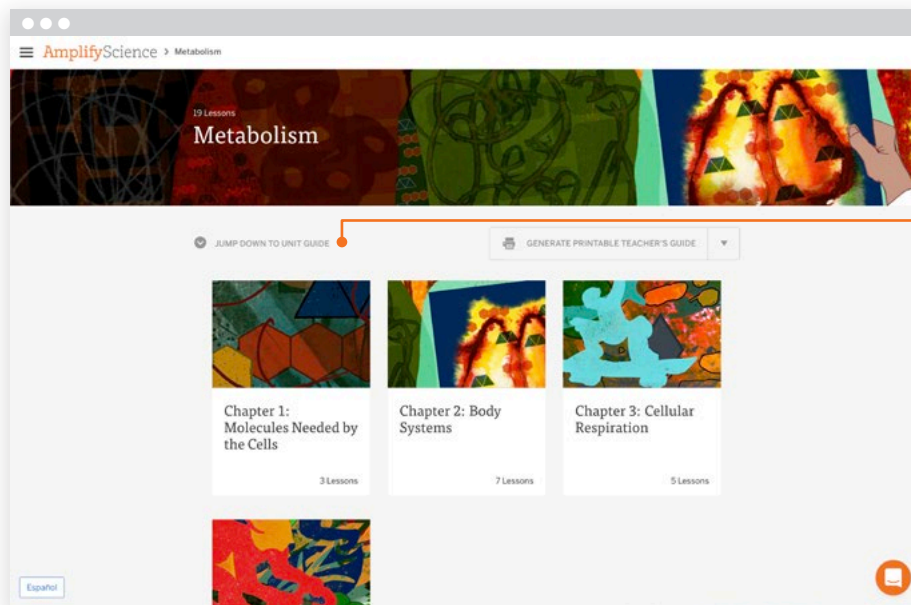 AmplifyScience > Metabolism
19 Lessons
Metabolism
JUMP DOWN TO UNIT GUIDE
GENERATE PRINTABLE TEACHER'S GUIDE
Chapter 1:
Molecules Needed by
the Cells
3 Lessons
Chapter 2: Body
Systems
7 Lessons
Chapter 3: Cellular
Respiration
5 Lessons
Español